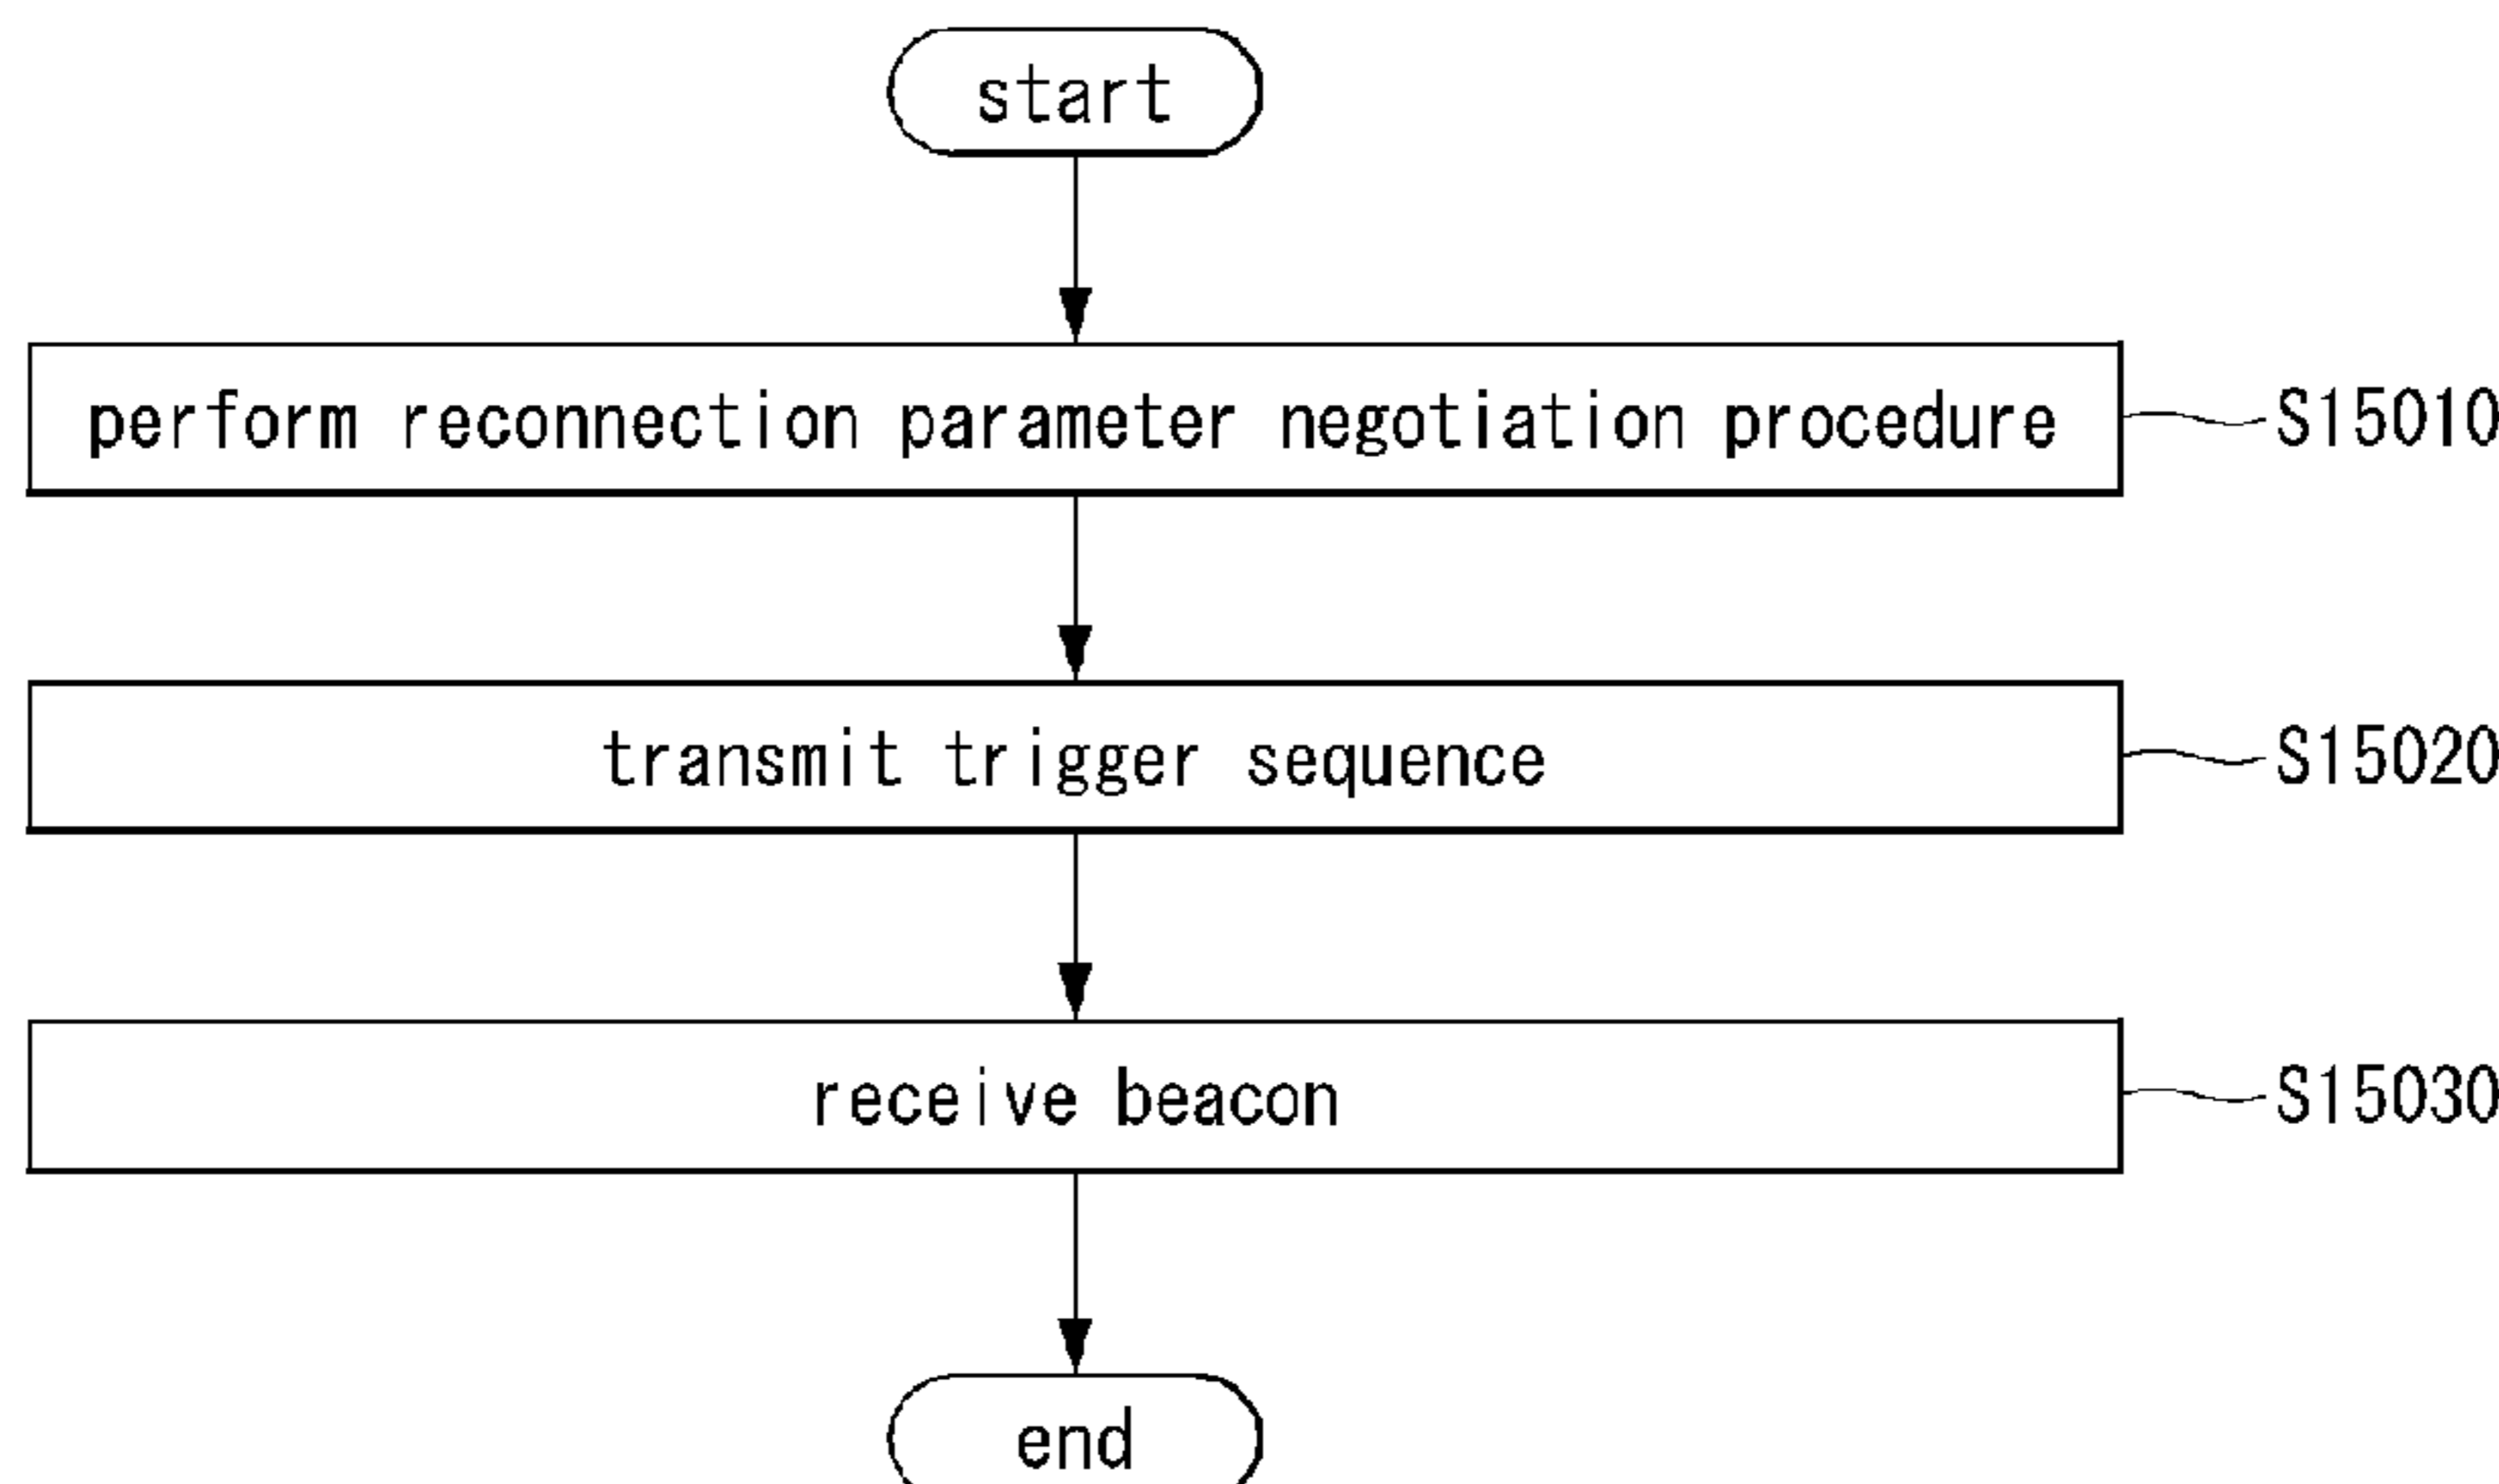 start
perform reconnection parameter negotiation procedure S15010
transmit trigger sequence S15020
receive beacon S15030
end